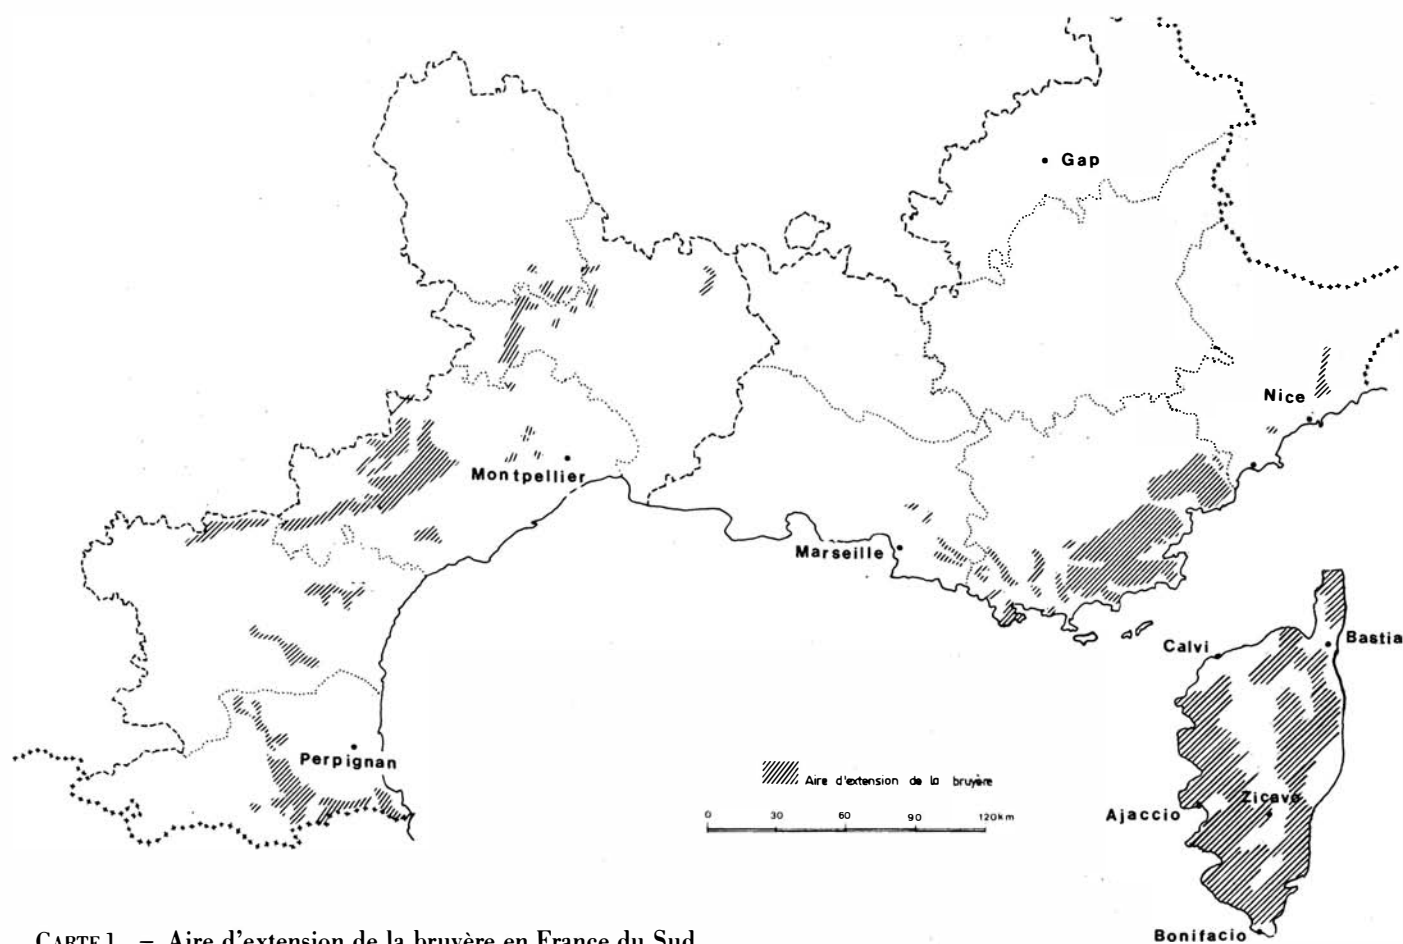 Gap
Nice
Montpellier
Marseille
Calvi
Bastia
Perpignan
Aire d'extension de la bruyère
Zicavo
0 30 60 90 120km
Ajaccio
Bonifacio
CARTE 1. – Aire d'extension de la bruyère en France du Sud